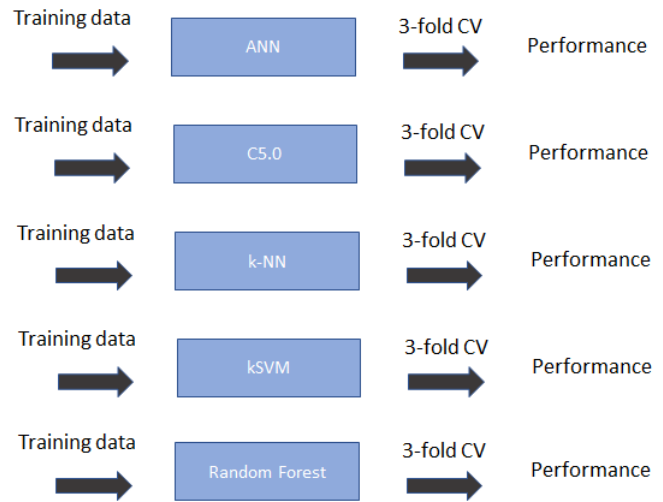 Training data
ANN
3-fold CV
Performance
Training data
C5.0
3-fold CV
Performance
Training data
k-NN
3-fold CV
Performance
Training data
kSVM
3-fold CV
Performance
Training data
Random Forest
3-fold CV
Performance